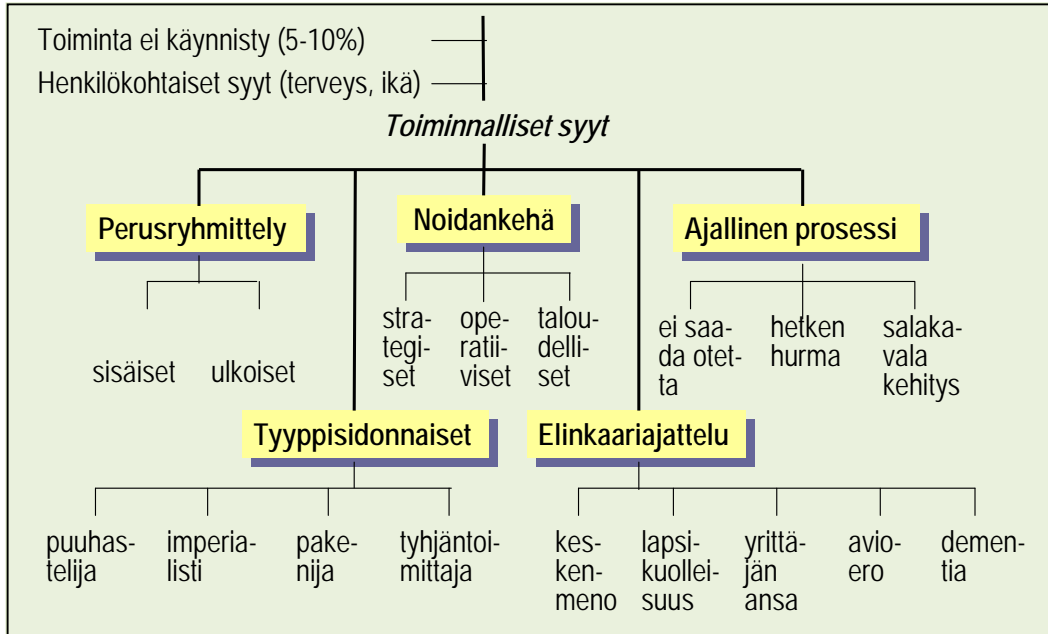 Toiminta ei käynnisty (5-10%)
Henkilökohtaiset syyt (terveys, ikä)
Toiminnalliset syyt
Perusryhmittely
Noidankehä
Ajallinen prosessi
sisäiset
ulkoiset
stra-
tegi-
set
ope-
ratii-
viset
talou-
delli-
set
ei saa-
da otet-
ta
hetken
hurma
salaka-
vala
kehitys
Tyyppisidonnaiset
Elinkaariajattelu
puuhas-
telija
imperia-
listi
pake-
nija
tyhjäntoi-
mittaja
kes-
ken-
meno
lapsi-
kuollei-
suus
yrittä-
jän
ansa
avio-
ero
demen-
tia